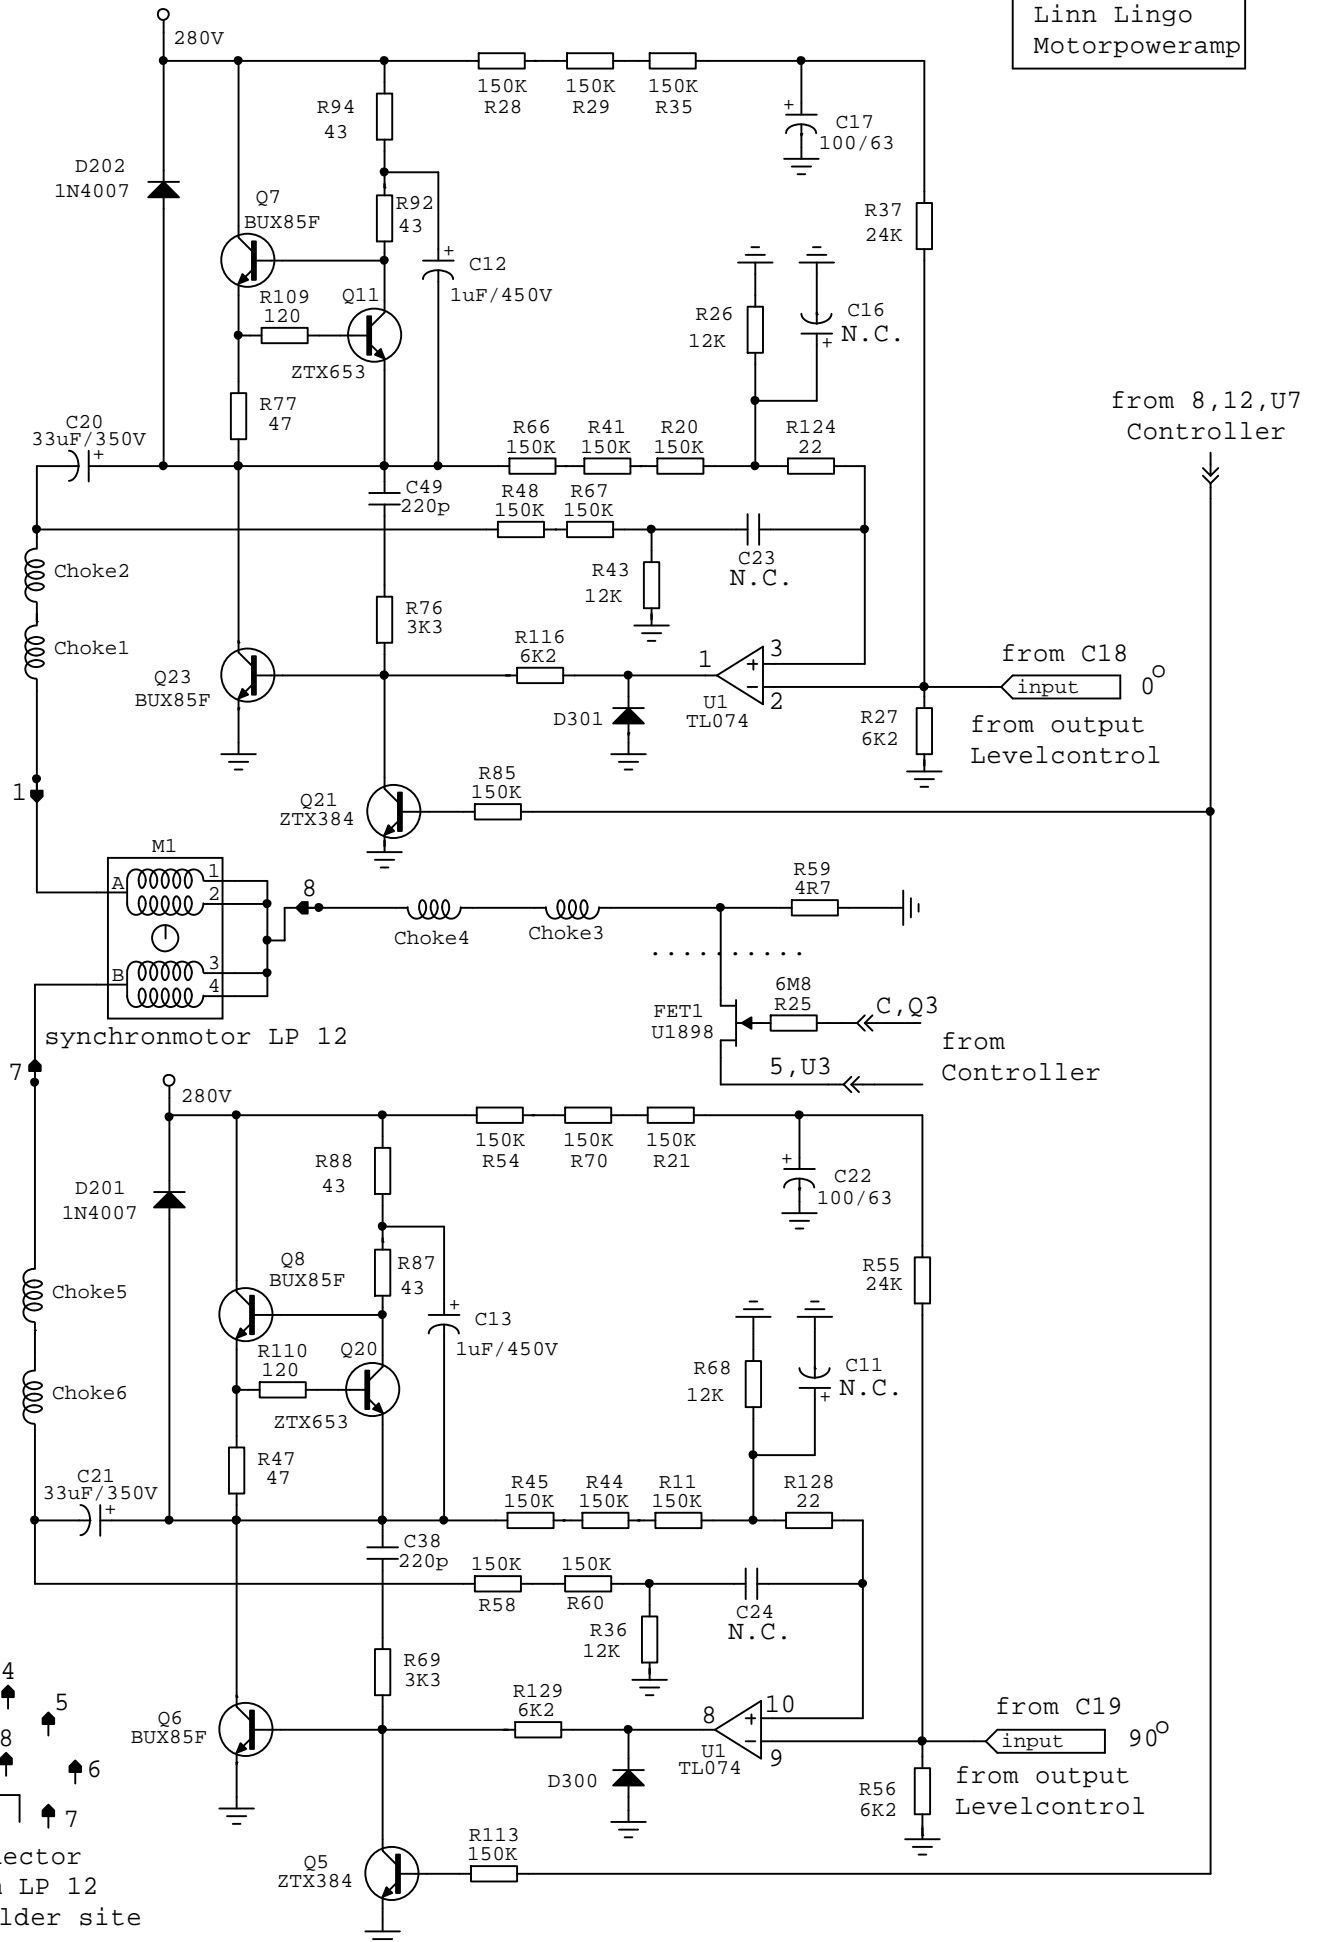 Linn Lingo
Motorpoweramp
280V
150K
R28
150K
R29
150K
R35
R94
43
+
C17
100/63
D202
1N4007
Q7
BUX85F
R92
43
R37
24K
+
C12
1uF/450V
R109
120
Q11
ZTX653
R26
12K
C16
+ N.C.
R77
47
C20
33uF/350V
+
R66
150K
R41
150K
R20
150K
R124
22
from 8,12,U7
Controller
C49
220p
R48
150K
R67
150K
C23
N.C.
Choke2
R43
12K
Choke1
R76
3K3
R116
6K2
1
+
3
-
2
U1
TL074
from C18
input
0°
from output
Levelcontrol
Q23
BUX85F
D301
R27
6K2
1
Q21
ZTX384
R85
150K
M1
A
1
2
B
3
4
8
Choke4
Choke3
R59
4R7
..........
6M8
R25
FET1
U1898
C,Q3
5,U3
from
Controller
synchronmotor LP 12
7
280V
150K
R54
150K
R70
150K
R21
R88
43
+
C22
100/63
D201
1N4007
Q8
BUX85F
R87
43
R55
24K
Choke5
+
C13
1uF/450V
R110
120
Q20
ZTX653
R68
12K
C11
+ N.C.
Choke6
R47
47
C21
33uF/350V
+
R45
150K
R44
150K
R11
150K
R128
22
C38
220p
150K
R58
150K
R60
C24
N.C.
R36
12K
R69
3K3
R129
6K2
8
+
10
-
9
U1
TL074
from C19
input
90°
from output
Levelcontrol
Q6
BUX85F
D300
R56
6K2
4
5
8
6
7
Q5
ZTX384
R113
150K
LP 12
site